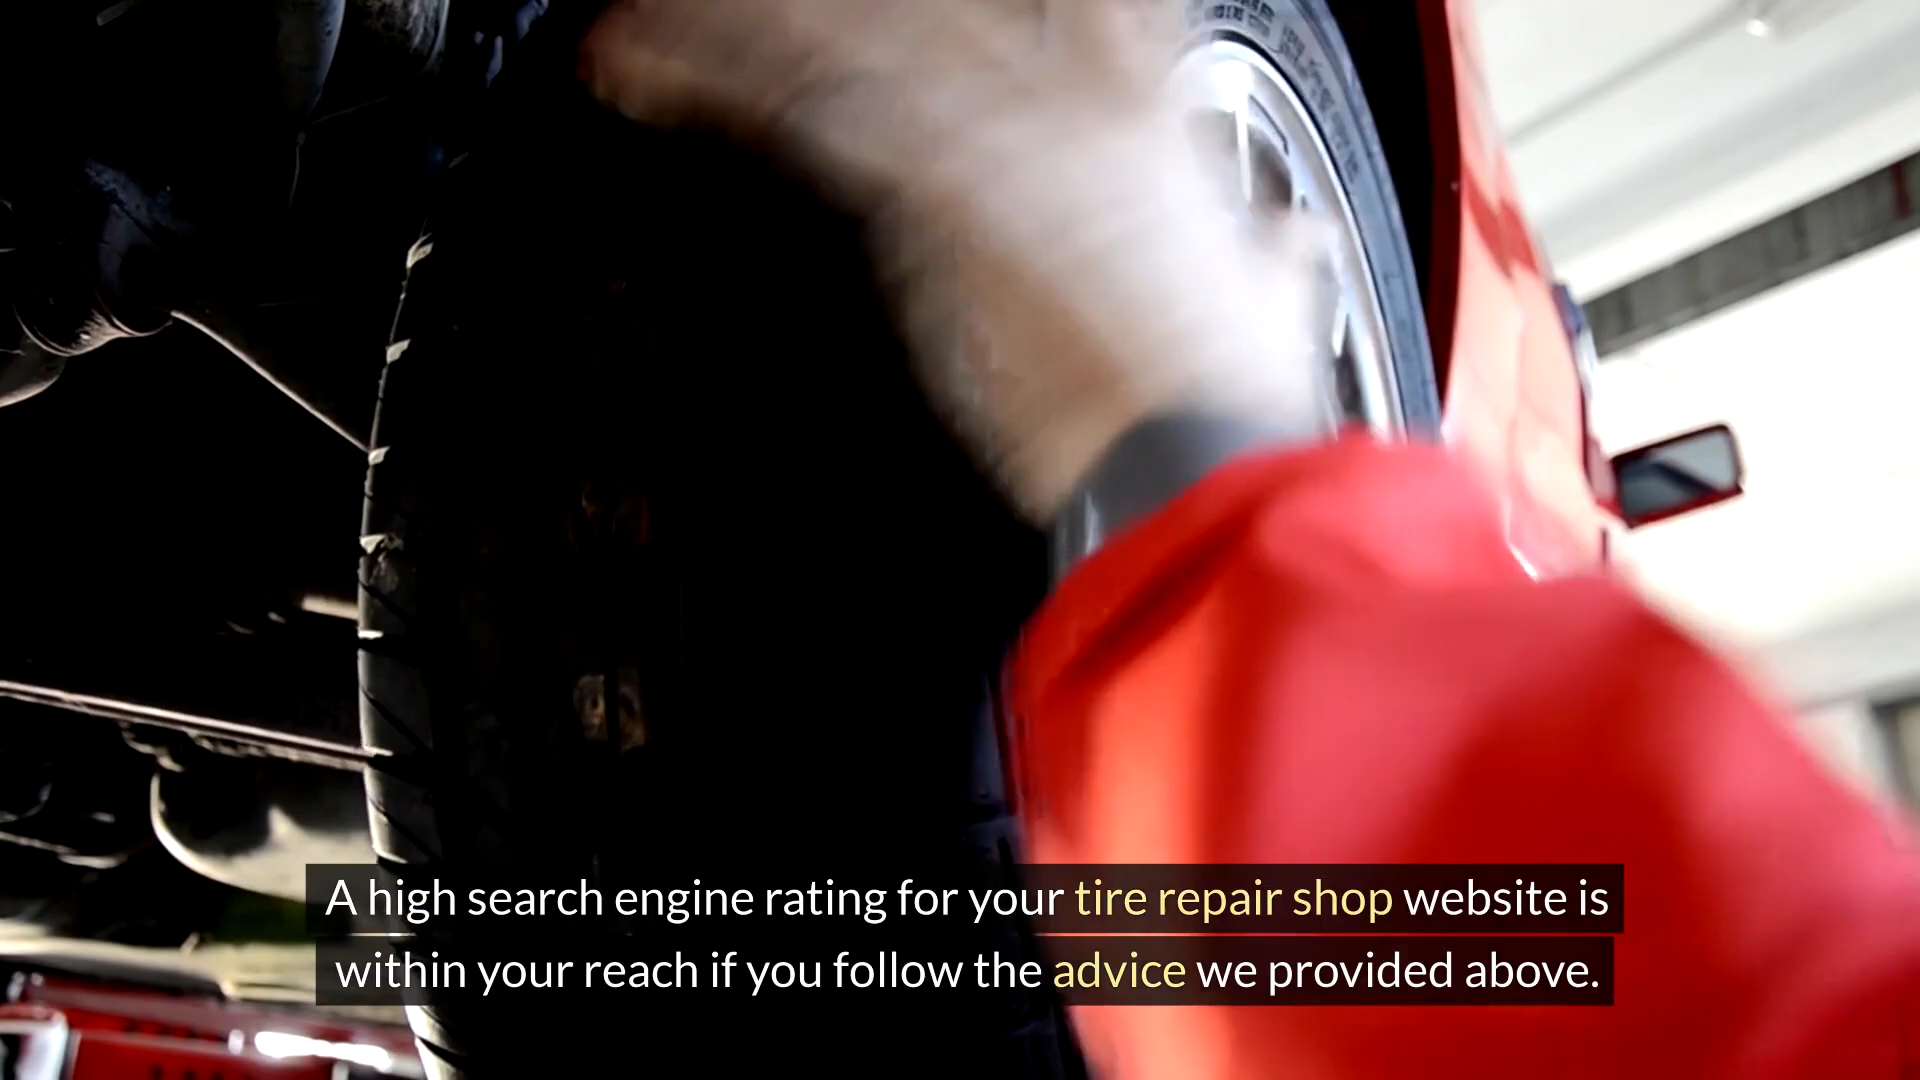 A high search engine rating for your tire repair shop website is
within your reach if you follow the advice we provided above.